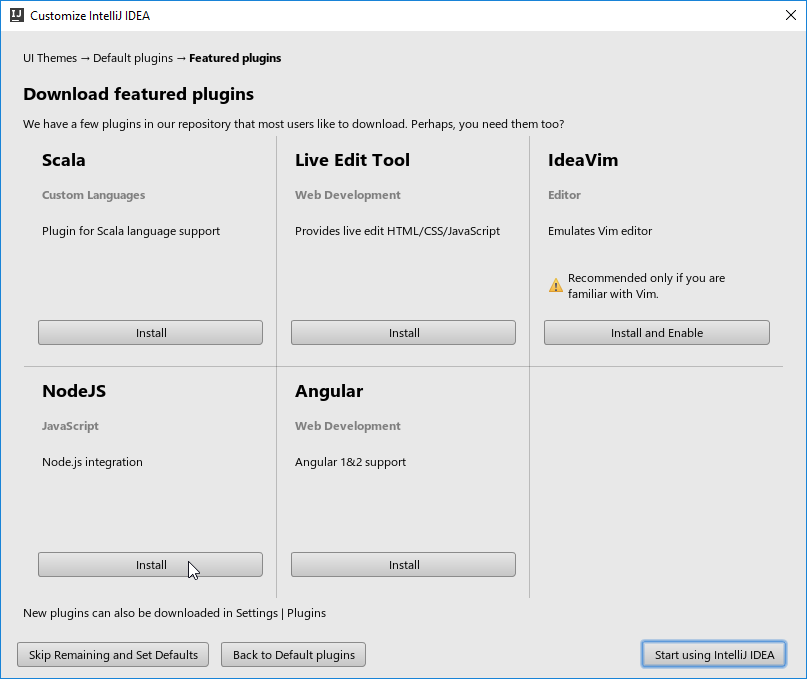 IJ Customize IntelliJ IDEA
UI Themes → Default plugins → Featured plugins
Download featured plugins
We have a few plugins in our repository that most users like to download. Perhaps, you need them too?
Scala
Custom Languages
Plugin for Scala language support
Install
Live Edit Tool
Web Development
Provides live edit HTML/CSS/JavaScript
Install
IdeaVim
Editor
Emulates Vim editor
Recommended only if you are
familiar with Vim.
Install and Enable
NodeJS
JavaScript
Node.js integration
Install
Angular
Web Development
Angular 1&2 support
Install
New plugins can also be downloaded in Settings | Plugins
Skip Remaining and Set Defaults
Back to Default plugins
Start using IntelliJ IDEA